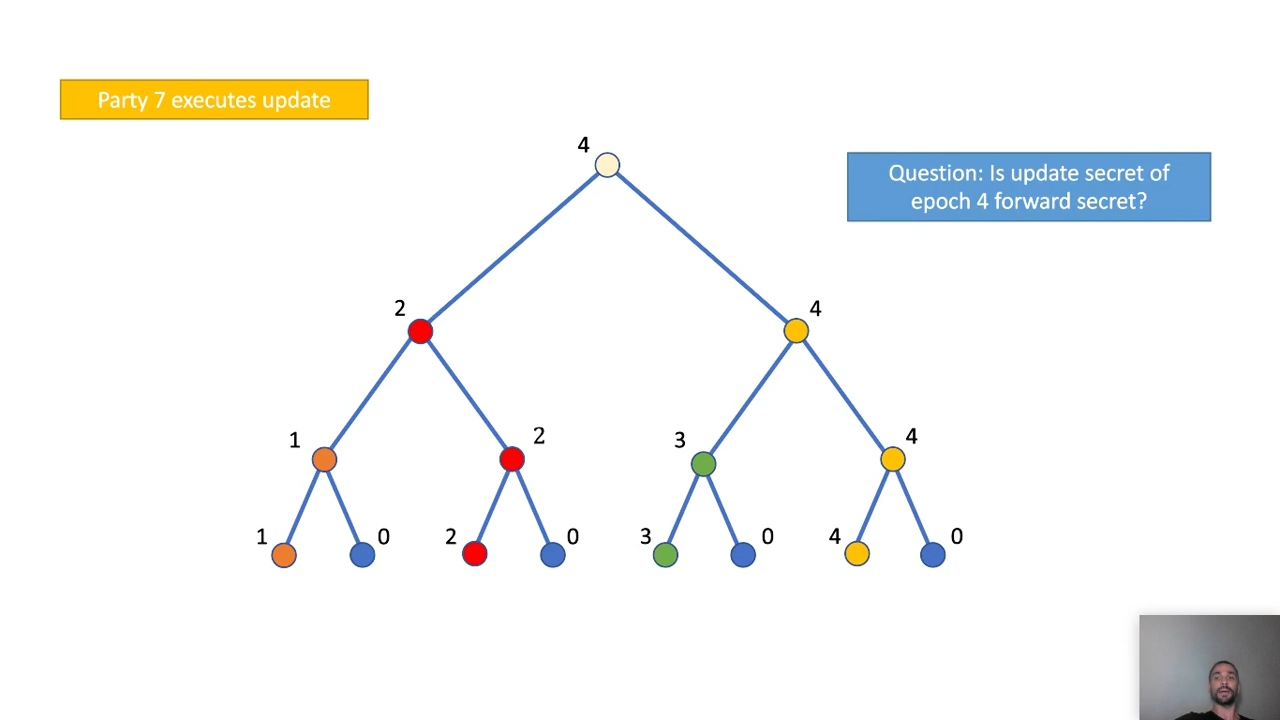 Party 7 executes update
4
Question: Is update secret of
epoch 4 forward secret?
2 4
1 2 3 4
1 0 2 0 3 0 4 0